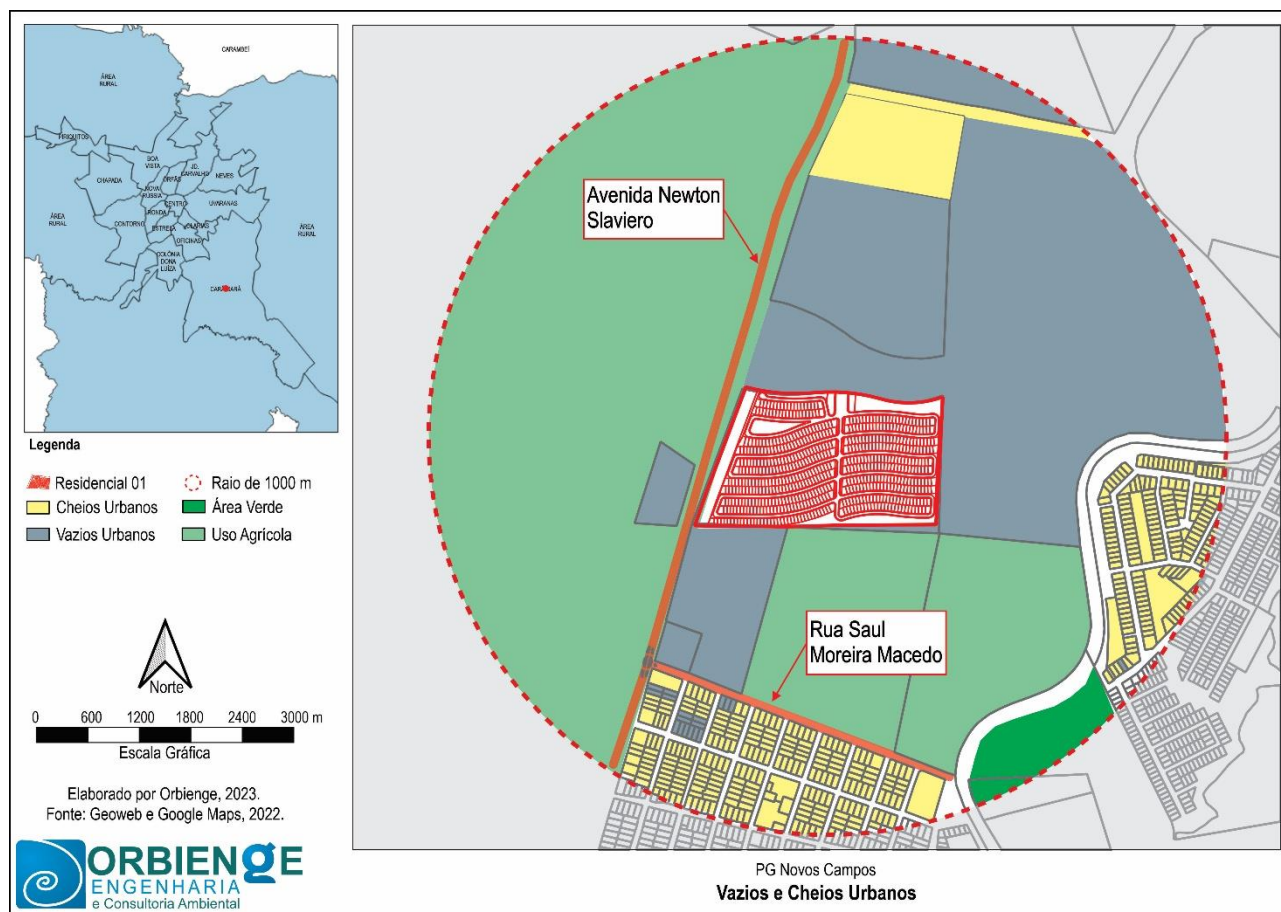 CARAMBEÍ
ÁREA
RURAL
PIRIQUITOS
BOA
VISTA
JD.
CARVALHO
ÓRFÃS
NEVES
CHAPADA
NOVA
RÚSSIA
CENTRO
UVARANAS
RONDA
ÁREA
RURAL
CONTORNO
ESTRELA
OLARIAS
ÁREA
RURAL
OFICINAS
COLÔNIA
DONA
LUÍZA
CARÁ-CARÁ
Legenda
Residencial 01
Raio de 1000 m
Cheios Urbanos
Área Verde
Vazios Urbanos
Uso Agrícola
Norte
0 600 1200 1800 2400 3000 m
Escala Gráfica
Elaborado por Orbienge, 2023.
Fonte: Geoweb e Google Maps, 2022.
ORBIENGE
ENGENHARIA
e Consultoria Ambiental
Avenida Newton
Slaviero
Rua Saul
Moreira Macedo
PG Novos Campos
Vazios e Cheios Urbanos